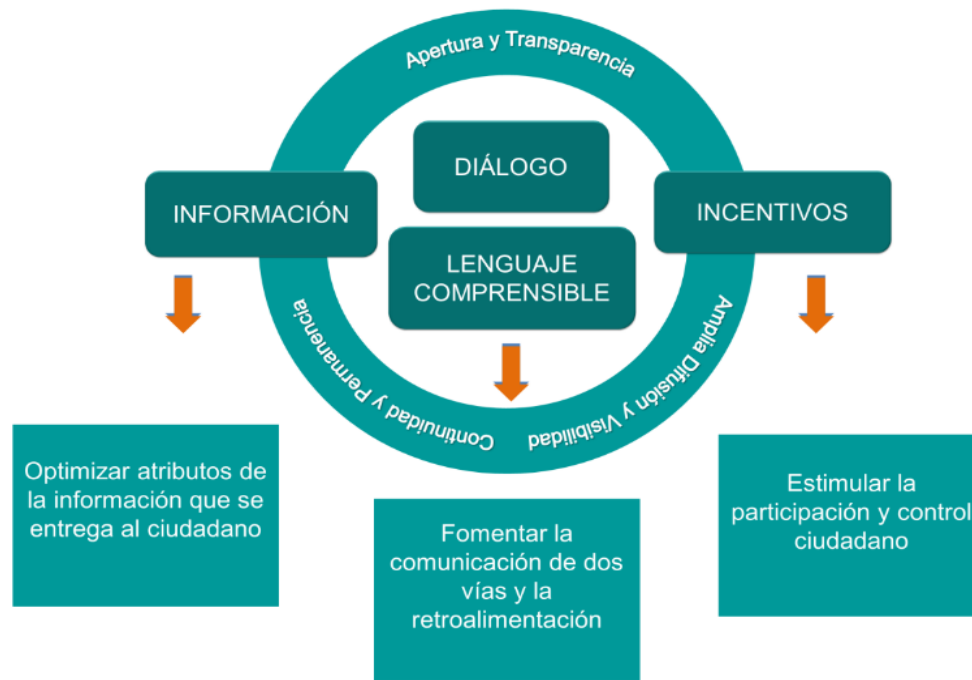 Apertura y Transparencia
DIÁLOGO
INFORMACIÓN
INCENTIVOS
LENGUAJE
COMPRENSIBLE
Continuidad y Permanencia
Amplia Difusión y Visibilidad
Optimizar atributos de
la información que se
entrega al ciudadano
Fomentar la
comunicación de dos
vías y la
retroalimentación
Estimular la
participación y control
ciudadano